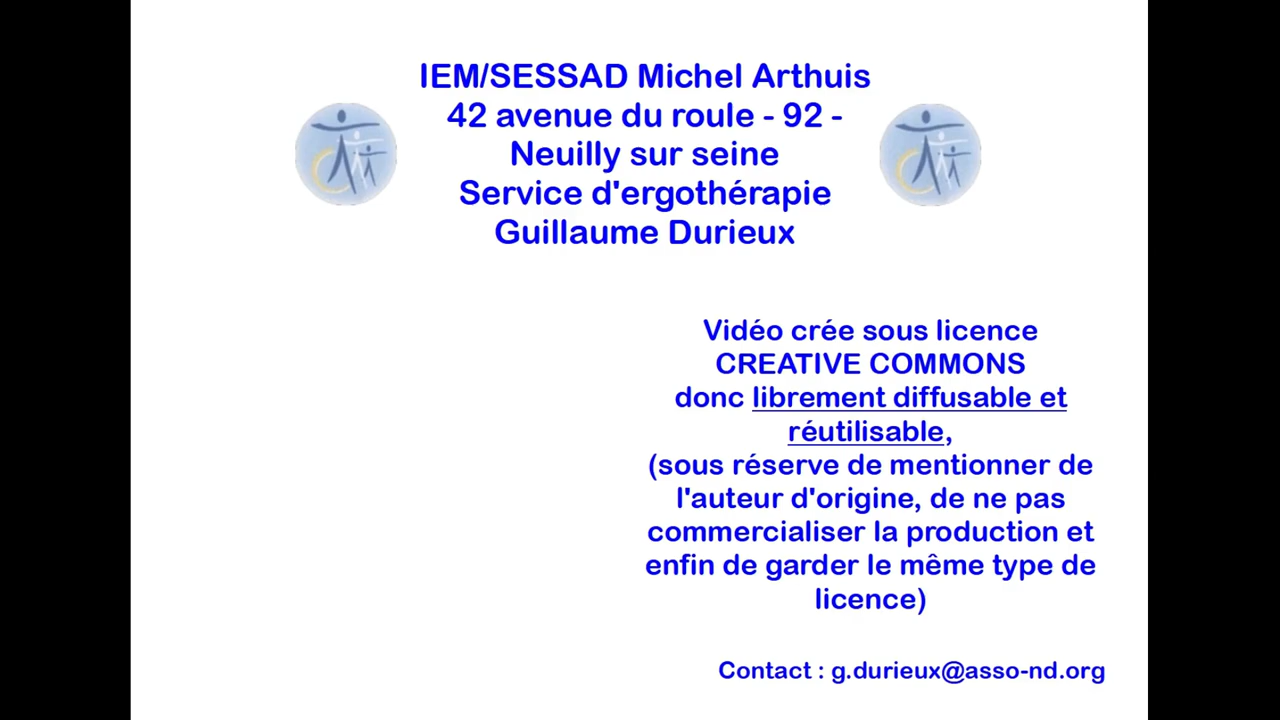 IEM/SESSAD Michel Arthuis
42 avenue du roule - 92 -
Neuilly sur seine
Service d'ergothérapie
Guillaume Durieux
Vidéo crée sous licence
CREATIVE COMMONS
donc librement diffusable et
réutilisable,
(sous réserve de mentionner de
l'auteur d'origine, de ne pas
commercialiser la production et
enfin de garder le même type de
licence)
Contact : g.durieux@asso-nd.org